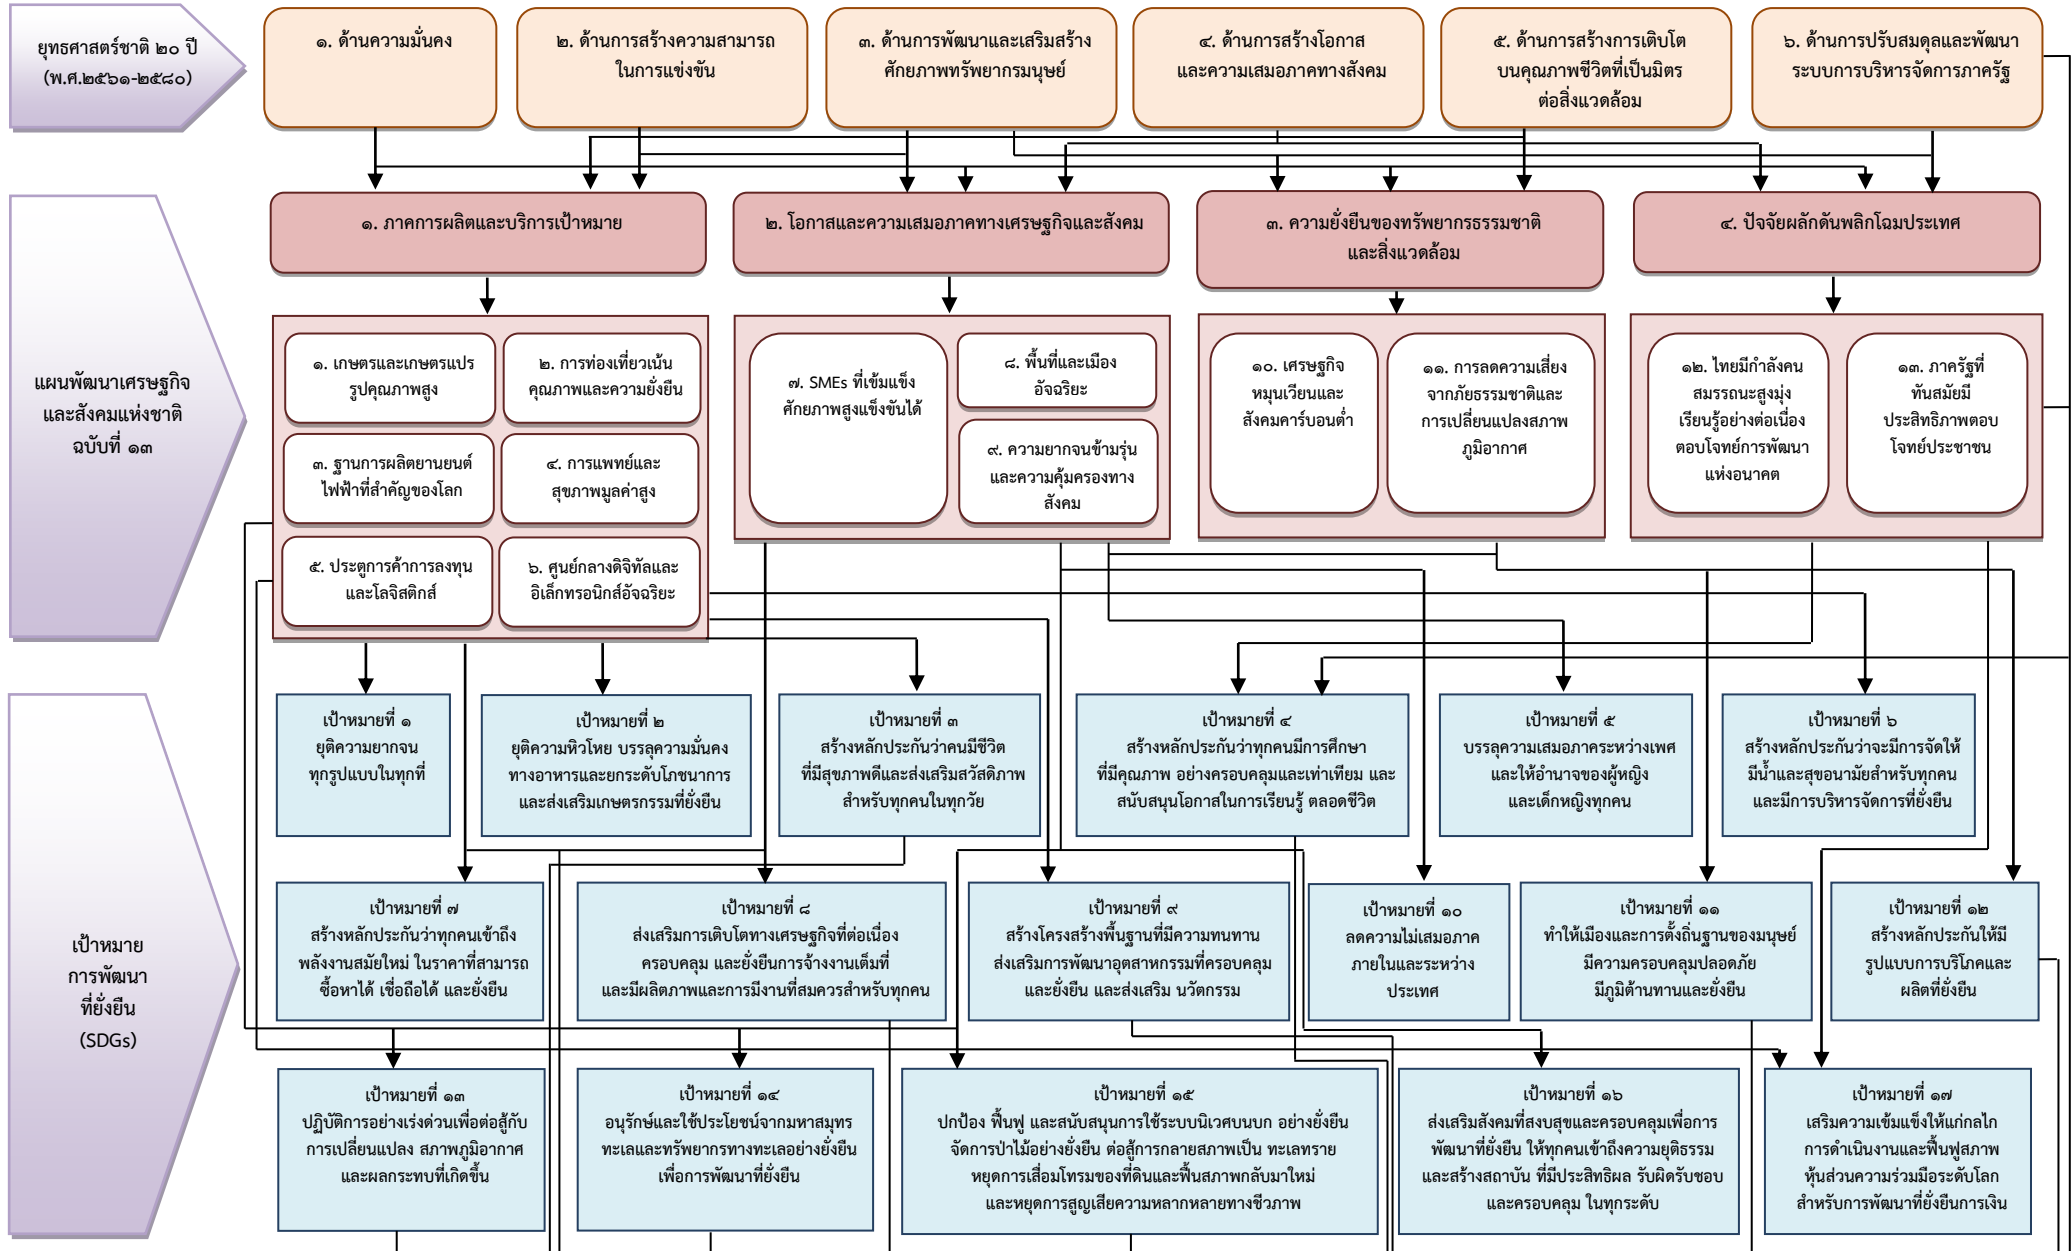 ยุทธศาสตร์ชาติ ๒๐ ปี
(พ.ศ.๒๕๖๑-๒๕๘๐)
๑. ด้านความมั่นคง
๒. ด้านการสร้างความสามารถ
ในการแข่งขัน
๓. ด้านการพัฒนาและเสริมสร้าง
ศักยภาพทรัพยากรมนุษย์
๔. ด้านการสร้างโอกาส
และความเสมอภาคทางสังคม
๕. ด้านการสร้างการเติบโต
บนคุณภาพชีวิตที่เป็นมิตร
ต่อสิ่งแวดล้อม
๖. ด้านการปรับสมดุลและพัฒนา
ระบบการบริหารจัดการภาครัฐ
แผนพัฒนาเศรษฐกิจ
และสังคมแห่งชาติ
ฉบับที่ ๑๓
๑. ภาคการผลิตและบริการเป้าหมาย
๒. โอกาสและความเสมอภาคทางเศรษฐกิจและสังคม
๓. ความยั่งยืนของทรัพยากรธรรมชาติ
และสิ่งแวดล้อม
๔. ปัจจัยผลักดันพลิกโฉมประเทศ
๑. เกษตรและเกษตรแปร
รูปคุณภาพสูง
๒. การท่องเที่ยวเน้น
คุณภาพและความยั่งยืน
๓. ฐานการผลิตยานยนต์
ไฟฟ้าที่สำคัญของโลก
๔. การแพทย์และ
สุขภาพมูลค่าสูง
๕. ประตูการค้าการลงทุน
และโลจิสติกส์
๖. ศูนย์กลางดิจิทัลและ
อิเล็กทรอนิกส์อัจฉริยะ
๗. SMEs ที่เข้มแข็ง
ศักยภาพสูงแข็งขันได้
๘. พื้นที่และเมือง
อัจฉริยะ
๙. ความยากจนข้ามรุ่น
และความคุ้มครองทาง
สังคม
๑๐. เศรษฐกิจ
หมุนเวียนและ
สังคมคาร์บอนต่ำ
๑๑. การลดความเสี่ยง
จากภัยธรรมชาติและ
การเปลี่ยนแปลงสภาพ
ภูมิอากาศ
๑๒. ไทยมีกำลังคน
สมรรถนะสูงมุ่ง
เรียนรู้อย่างต่อเนื่อง
ตอบโจทย์การพัฒนา
แห่งอนาคต
๑๓. ภาครัฐที่
ทันสมัยมี
ประสิทธิภาพตอบ
โจทย์ประชาชน
เป้าหมาย
การพัฒนา
ที่ยั่งยืน
(SDGs)
เป้าหมายที่ ๑
ยุติความยากจน
ทุกรูปแบบในทุกที่
เป้าหมายที่ ๒
ยุติความหิวโหย บรรลุความมั่นคง
ทางอาหารและยกระดับโภชนาการ
และส่งเสริมเกษตรกรรมที่ยั่งยืน
เป้าหมายที่ ๓
สร้างหลักประกันว่าคนมีชีวิต
ที่มีสุขภาพดีและส่งเสริมสวัสดิภาพ
สำหรับทุกคนในทุกวัย
เป้าหมายที่ ๔
สร้างหลักประกันว่าทุกคนมีการศึกษา
ที่มีคุณภาพ อย่างครอบคลุมและเท่าเทียม และ
สนับสนุนโอกาสในการเรียนรู้ ตลอดชีวิต
เป้าหมายที่ ๕
บรรลุความเสมอภาคระหว่างเพศ
และให้อำนาจของผู้หญิง
และเด็กหญิงทุกคน
เป้าหมายที่ ๖
สร้างหลักประกันว่าจะมีการจัดให้
มีน้ำและสุขอนามัยสำหรับทุกคน
และมีการบริหารจัดการที่ยั่งยืน
เป้าหมายที่ ๗
สร้างหลักประกันว่าทุกคนเข้าถึง
พลังงานสมัยใหม่ ในราคาที่สามารถ
ซื้อหาได้ เชื่อถือได้ และยั่งยืน
เป้าหมายที่ ๘
ส่งเสริมการเติบโตทางเศรษฐกิจที่ต่อเนื่อง
ครอบคลุม และยั่งยืนการจ้างงานเต็มที่
และมีผลิตภาพและการมีงานที่สมควรสำหรับทุกคน
เป้าหมายที่ ๙
สร้างโครงสร้างพื้นฐานที่มีความทนทาน
ส่งเสริมการพัฒนาอุตสาหกรรมที่ครอบคลุม
และยั่งยืน และส่งเสริม นวัตกรรม
เป้าหมายที่ ๑๐
ลดความไม่เสมอภาค
ภายในและระหว่าง
ประเทศ
เป้าหมายที่ ๑๑
ทำให้เมืองและการตั้งถิ่นฐานของมนุษย์
มีความครอบคลุมปลอดภัย
มีภูมิต้านทานและยั่งยืน
เป้าหมายที่ ๑๒
สร้างหลักประกันให้มี
รูปแบบการบริโภคและ
ผลิตที่ยั่งยืน
เป้าหมายที่ ๑๓
ปฏิบัติการอย่างเร่งด่วนเพื่อต่อสู้กับ
การเปลี่ยนแปลง สภาพภูมิอากาศ
และผลกระทบที่เกิดขึ้น
เป้าหมายที่ ๑๔
อนุรักษ์และใช้ประโยชน์จากมหาสมุทร
ทะเลและทรัพยากรทางทะเลอย่างยั่งยืน
เพื่อการพัฒนาที่ยั่งยืน
เป้าหมายที่ ๑๕
ปกป้อง ฟื้นฟู และสนับสนุนการใช้ระบบนิเวศบนบก อย่างยั่งยืน
จัดการป่าไม้อย่างยั่งยืน ต่อสู้การกลายสภาพเป็น ทะเลทราย
หยุดการเสื่อมโทรมของที่ดินและฟื้นสภาพกลับมาใหม่
และหยุดการสูญเสียความหลากหลายทางชีวภาพ
เป้าหมายที่ ๑๖
ส่งเสริมสังคมที่สงบสุขและครอบคลุมเพื่อการ
พัฒนาที่ยั่งยืน ให้ทุกคนเข้าถึงความยุติธรรม
และสร้างสถาบัน ที่มีประสิทธิผล รับผิดรับชอบ
และครอบคลุม ในทุกระดับ
เป้าหมายที่ ๑๗
เสริมความเข้มแข็งให้แก่กลไก
การดำเนินงานและฟื้นฟูสภาพ
หุ้นส่วนความร่วมมือระดับโลก
สำหรับการพัฒนาที่ยั่งยืนการเงิน